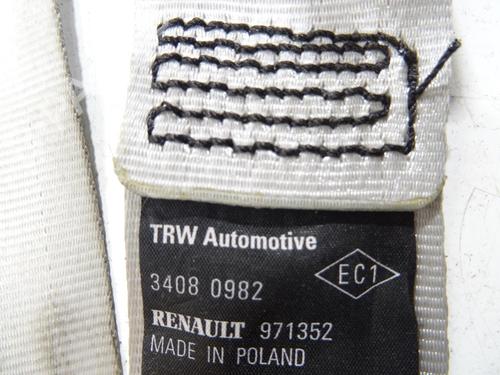 TRW Automotive
3408 0982
EC1
RENAULT 971352
MADE IN POLAND